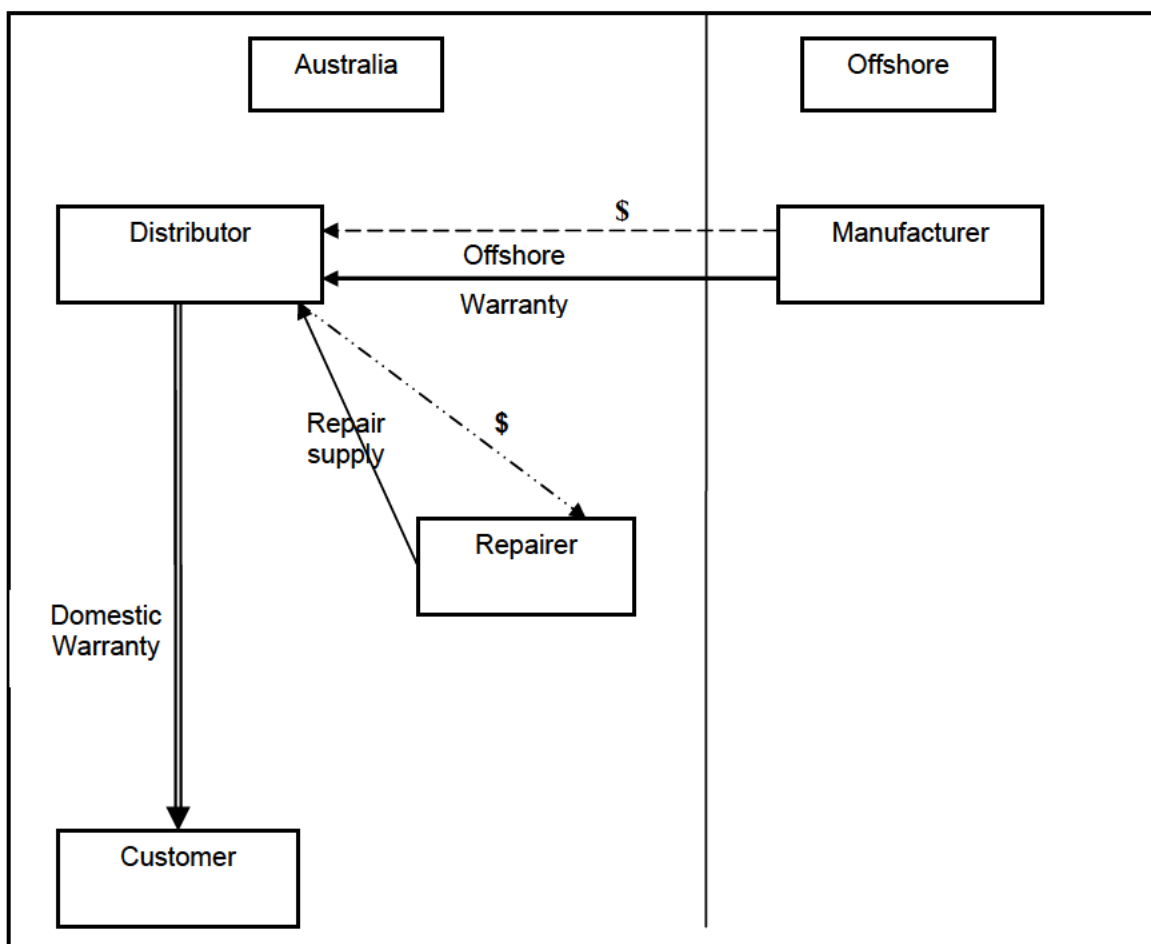 Australia
Offshore
Distributor
$
Manufacturer
Offshore
Warranty
Repair
supply
$
Repairer
Domestic
Warranty
Customer